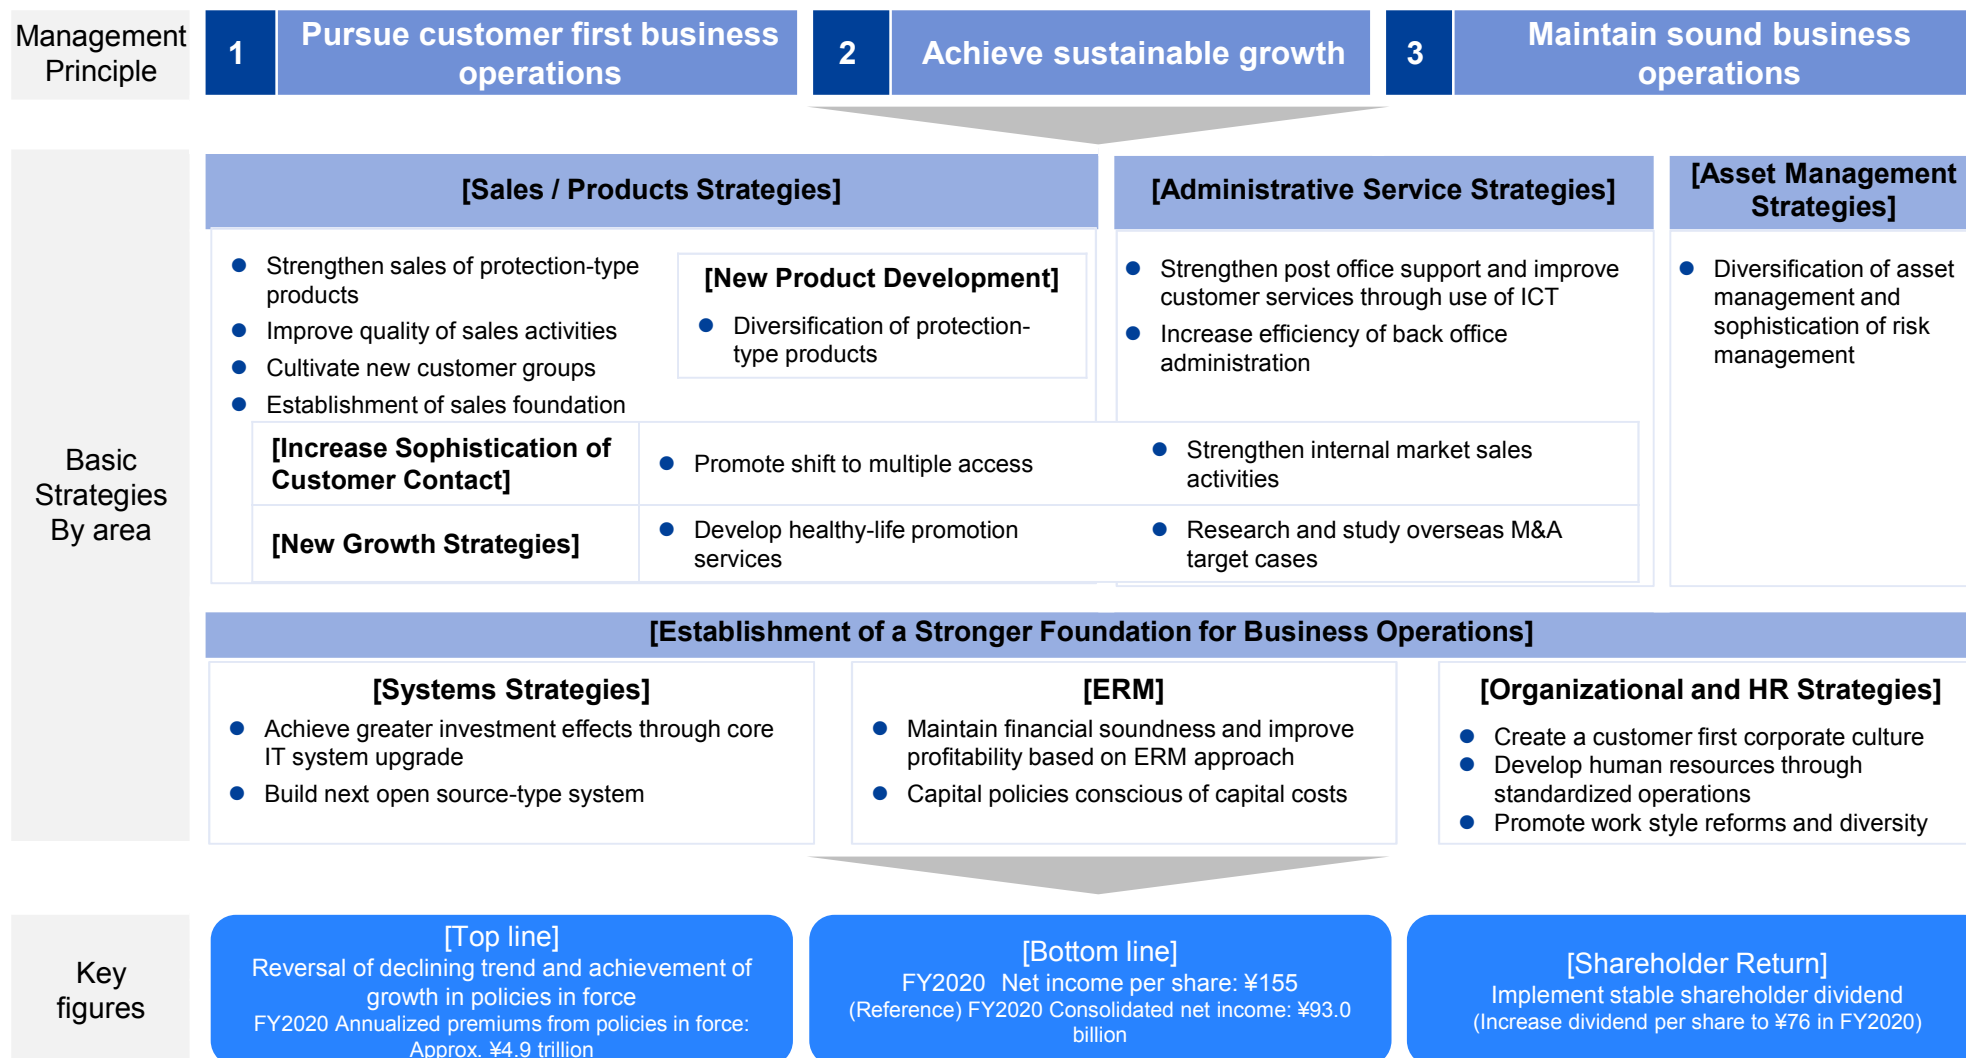 Management
Principle
1
Pursue customer first business
operations
2
Achieve sustainable growth
3
Maintain sound business
operations
Basic
Strategies
By area
[Sales / Products Strategies]
● Strengthen sales of protection-type
products
● Improve quality of sales activities
● Cultivate new customer groups
● Establishment of sales foundation
[New Product Development]
● Diversification of protection-
type products
[Administrative Service Strategies]
● Strengthen post office support and improve
customer services through use of ICT
● Increase efficiency of back office
administration
[Asset Management
Strategies]
● Diversification of asset
management and
sophistication of risk
management
[Increase Sophistication of
Customer Contact]
● Promote shift to multiple access
● Strengthen internal market sales
activities
[New Growth Strategies]
● Develop healthy-life promotion
services
● Research and study overseas M&A
target cases
[Establishment of a Stronger Foundation for Business Operations]
[Systems Strategies]
● Achieve greater investment effects through core
IT system upgrade
● Build next open source-type system
[ERM]
● Maintain financial soundness and improve
profitability based on ERM approach
● Capital policies conscious of capital costs
[Organizational and HR Strategies]
● Create a customer first corporate culture
● Develop human resources through
standardized operations
● Promote work style reforms and diversity
Key
figures
[Top line]
Reversal of declining trend and achievement of
growth in policies in force
FY2020 Annualized premiums from policies in force:
Approx. ¥4.9 trillion
[Bottom line]
FY2020 Net income per share: ¥155
(Reference) FY2020 Consolidated net income: ¥93.0
billion
[Shareholder Return]
Implement stable shareholder dividend
(Increase dividend per share to ¥76 in FY2020)